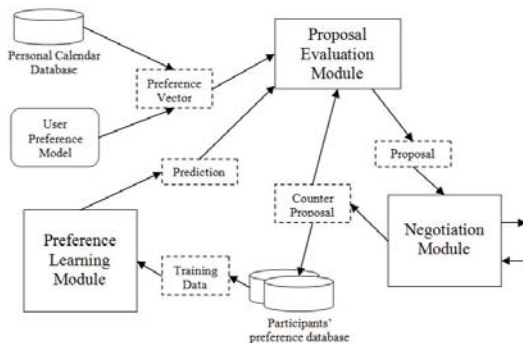 Personal Calendar
Database
Preference
Vector
Proposal
Evaluation
Module
User
Preference
Model
Prediction
Proposal
Counter
Proposal
Negotiation
Module
Preference
Learning
Module
Training
Data
Participants'
preference database